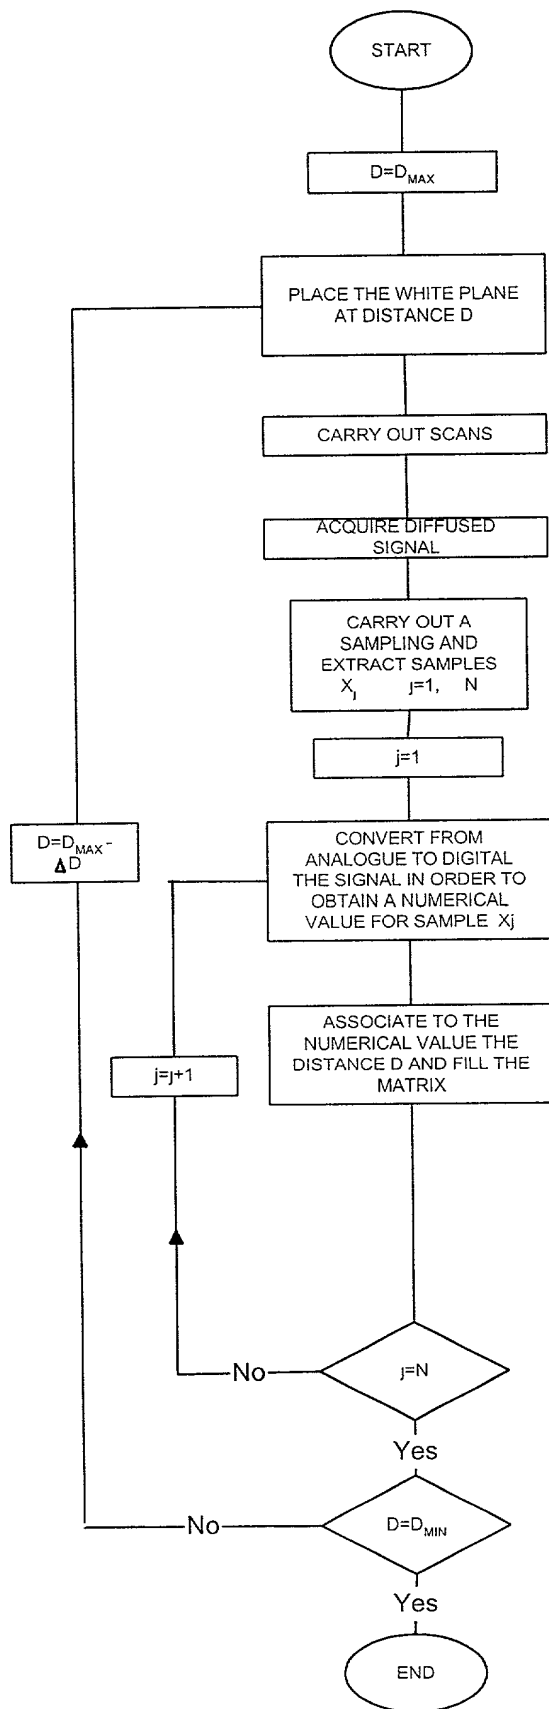 START
D=D_MAX
PLACE THE WHITE PLANE
AT DISTANCE D
CARRY OUT SCANS
ACQUIRE DIFFUSED
SIGNAL
CARRY OUT A
SAMPLING AND
EXTRACT SAMPLES
X_j j=1, N
j=1
D=D_MAX-
ΔD
CONVERT FROM
ANALOGUE TO DIGITAL
THE SIGNAL IN ORDER TO
OBTAIN A NUMERICAL
VALUE FOR SAMPLE Xj
ASSOCIATE TO THE
NUMERICAL VALUE THE
DISTANCE D AND FILL THE
MATRIX
j=j+1
No
j=N
Yes
No
D=D_MIN
Yes
END